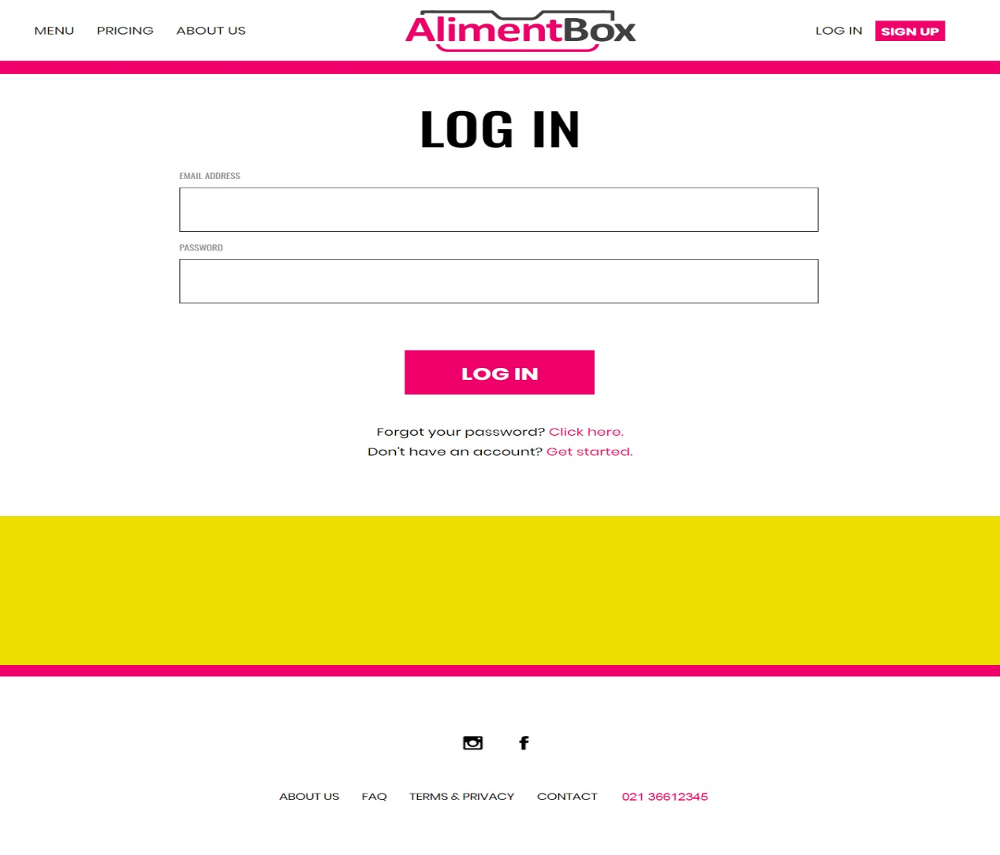 MENU PRICING ABOUT US AlimentBox LOG IN SIGN UP
LOG IN
EMAIL ADDRESS
PASSWORD
LOG IN
Forgot your password? Click here.
Don't have an account? Get started.
ABOUT US FAQ TERMS & PRIVACY CONTACT 021 36612345